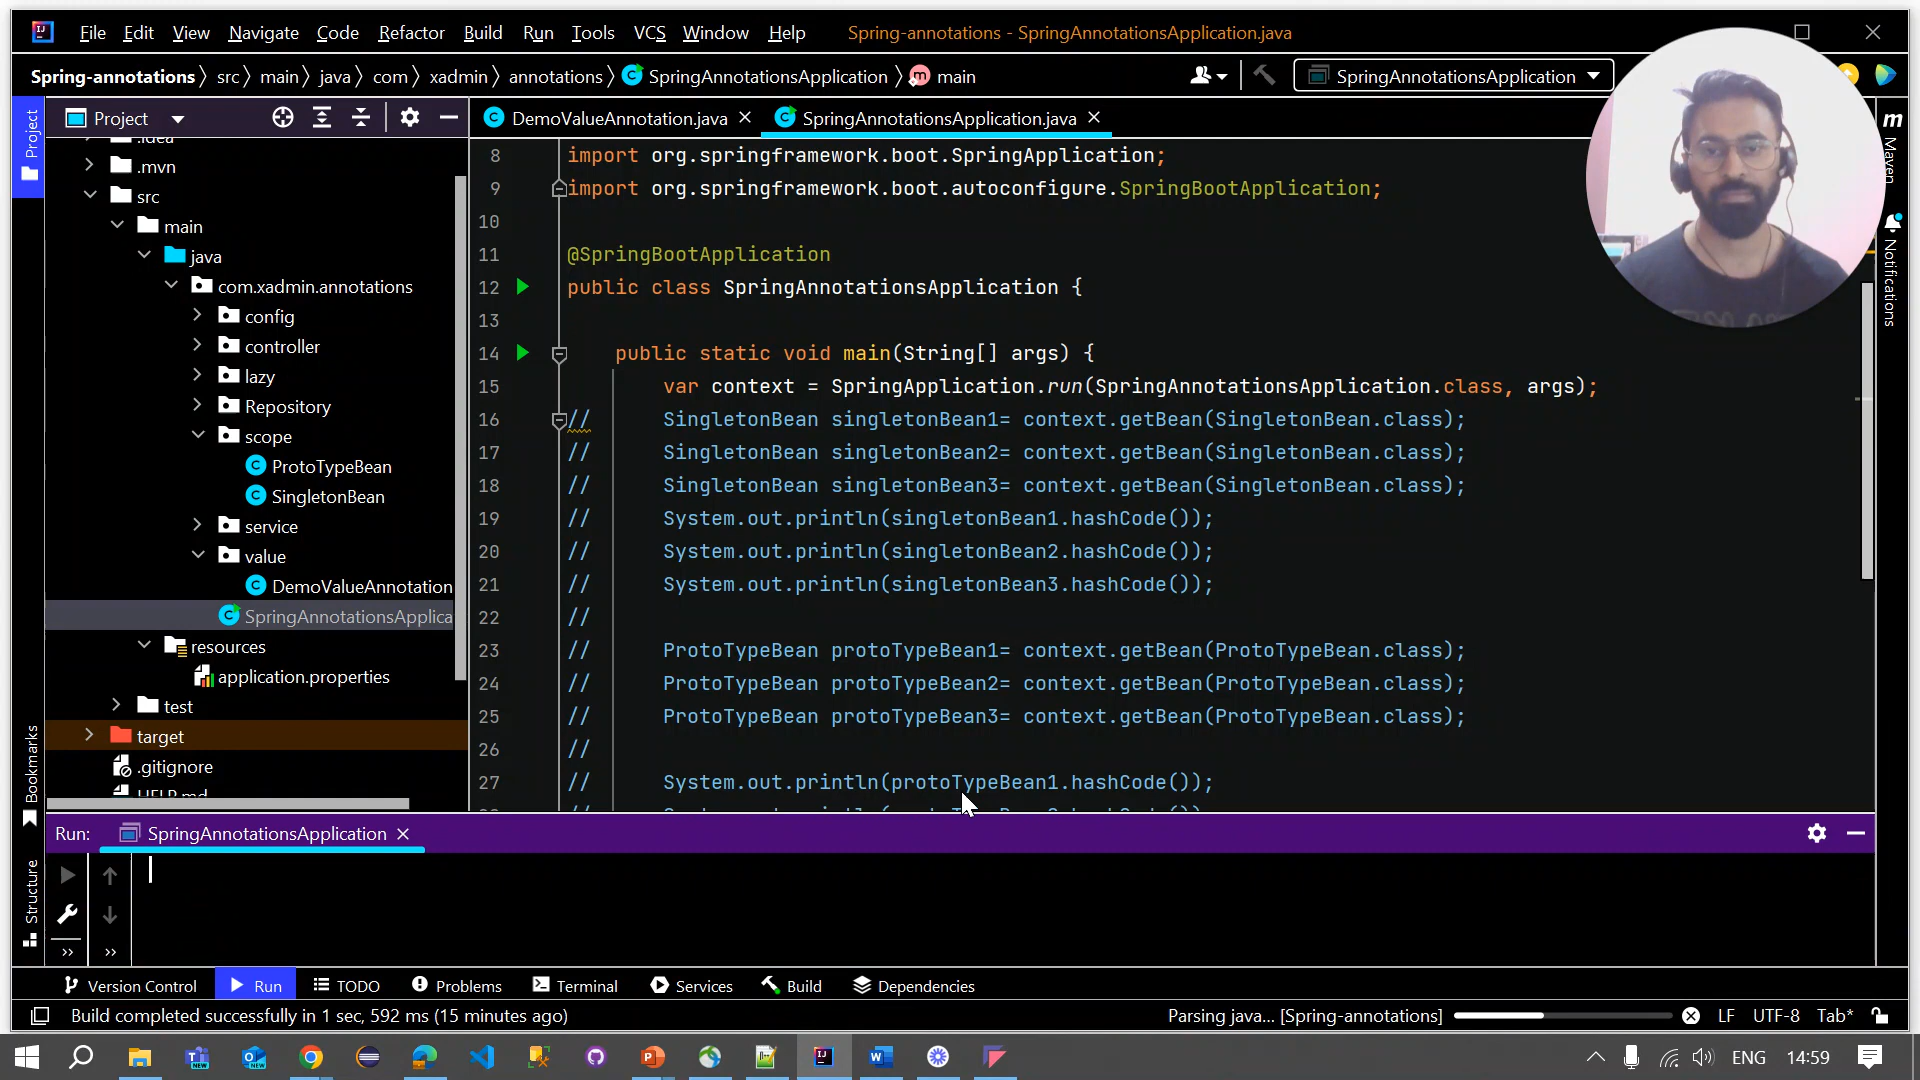 File Edit View Navigate Code Refactor Build Run Tools VCS Window Help Spring-annotations - SpringAnnotationsApplication.java
Spring-annotations src main java com xadmin annotations SpringAnnotationsApplication main SpringAnnotationsApplication
Project DemoValueAnnotation.java SpringAnnotationsApplication.java
Project
Bookmarks
Structure
m
Maven
Notifications
.idea
.mvn
src
main
java
com.xadmin.annotations
config
controller
lazy
Repository
scope
ProtoTypeBean
SingletonBean
service
value
DemoValueAnnotation
SpringAnnotationsApplica
resources
application.properties
test
target
.gitignore
HELP.md
8 import org.springframework.boot.SpringApplication;
9 import org.springframework.boot.autoconfigure.SpringBootApplication;
10
11 @SpringBootApplication
12 public class SpringAnnotationsApplication {
13
14 public static void main(String[] args) {
15 var context = SpringApplication.run(SpringAnnotationsApplication.class, args);
16 // SingletonBean singletonBean1= context.getBean(SingletonBean.class);
17 // SingletonBean singletonBean2= context.getBean(SingletonBean.class);
18 // SingletonBean singletonBean3= context.getBean(SingletonBean.class);
19 // System.out.println(singletonBean1.hashCode());
20 // System.out.println(singletonBean2.hashCode());
21 // System.out.println(singletonBean3.hashCode());
22 //
23 // ProtoTypeBean protoTypeBean1= context.getBean(ProtoTypeBean.class);
24 // ProtoTypeBean protoTypeBean2= context.getBean(ProtoTypeBean.class);
25 // ProtoTypeBean protoTypeBean3= context.getBean(ProtoTypeBean.class);
26 //
27 // System.out.println(protoTypeBean1.hashCode());
Run: SpringAnnotationsApplication
Version Control Run TODO Problems Terminal Services Build Dependencies
Build completed successfully in 1 sec, 592 ms (15 minutes ago) Parsing java... [Spring-annotations] LF UTF-8 Tab*
ENG 14:59